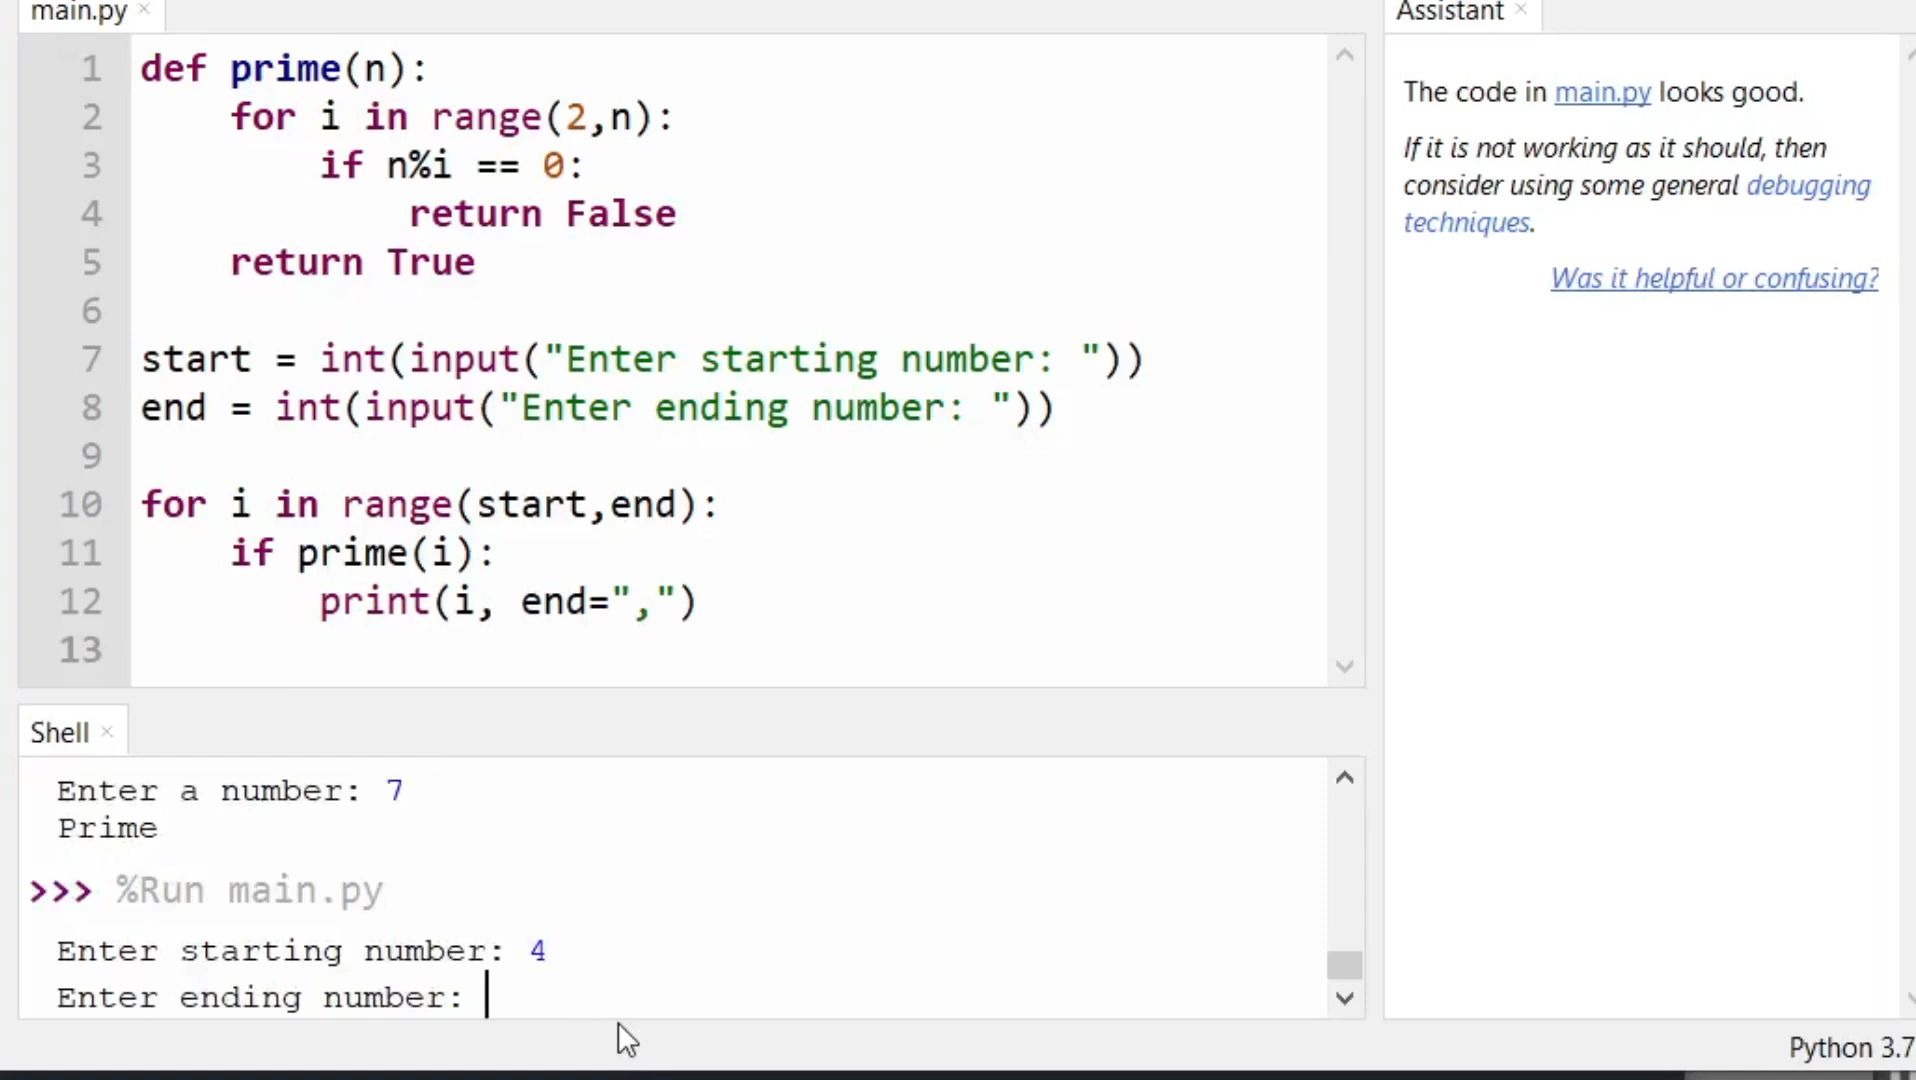 main.py ×
1 def prime(n):
2     for i in range(2,n):
3         if n%i == 0:
4             return False
5     return True
6
7 start = int(input("Enter starting number: "))
8 end = int(input("Enter ending number: "))
9
10 for i in range(start,end):
11     if prime(i):
12         print(i, end=",")
13
Shell ×
Enter a number: 7
Prime
>>> %Run main.py
Enter starting number: 4
Enter ending number:
Assistant ×
The code in main.py looks good.
If it is not working as it should, then
consider using some general debugging
techniques.
Was it helpful or confusing?
Python 3.7